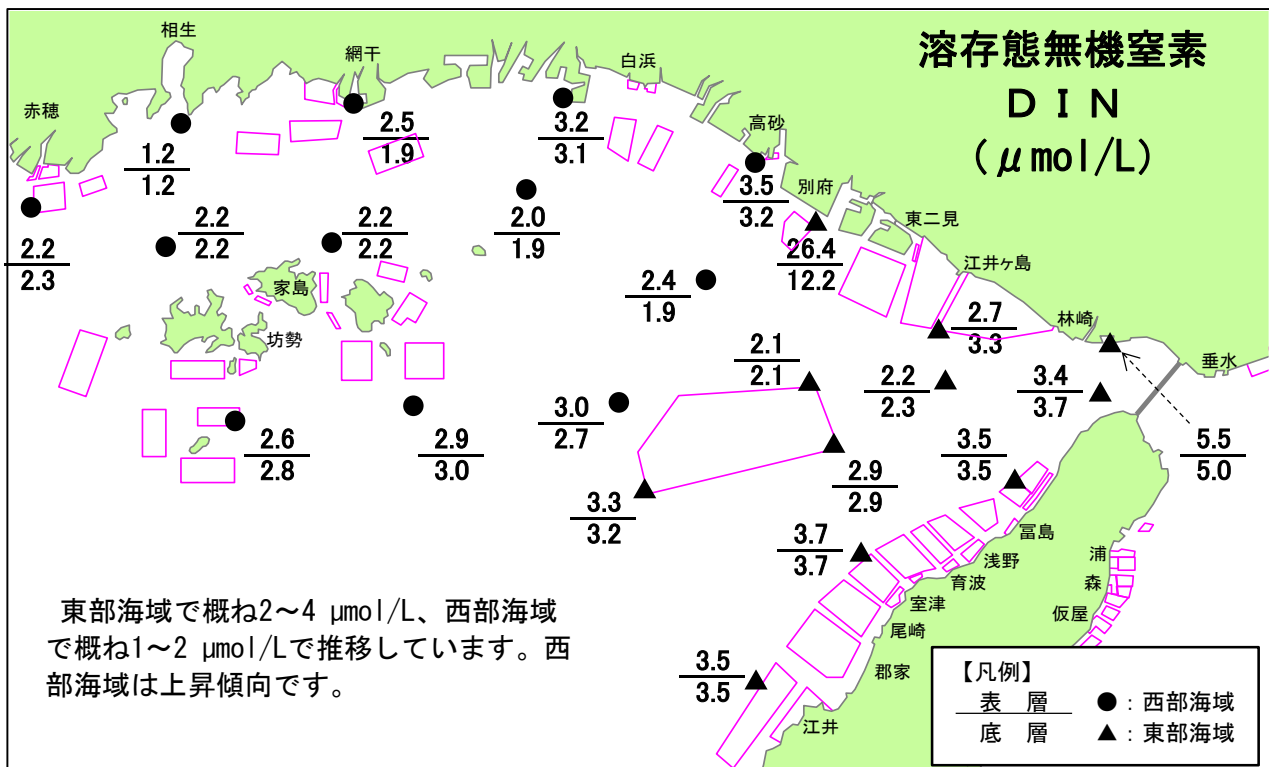 溶存態無機窒素
ＤＩＮ
(μmol/L)
相生
網干
白浜
赤穂
高砂
別府
東二見
江井ヶ島
林崎
垂水
家島
坊勢
冨島
浅野
育波
室津
尾崎
郡家
江井
浦
森
仮屋
1.2
1.2
2.5
1.9
3.2
3.1
3.5
3.2
2.2
2.3
2.2
2.2
2.2
2.2
2.0
1.9
26.4
12.2
2.4
1.9
2.7
3.3
2.1
2.1
2.2
2.3
3.4
3.7
5.5
5.0
2.6
2.8
2.9
3.0
3.0
2.7
3.5
3.5
2.9
2.9
3.3
3.2
3.7
3.7
3.5
3.5
東部海域で概ね2～4 μmol/L、西部海域
で概ね1～2 μmol/Lで推移しています。西
部海域は上昇傾向です。
【凡例】
表 層
底 層
●：西部海域
▲：東部海域